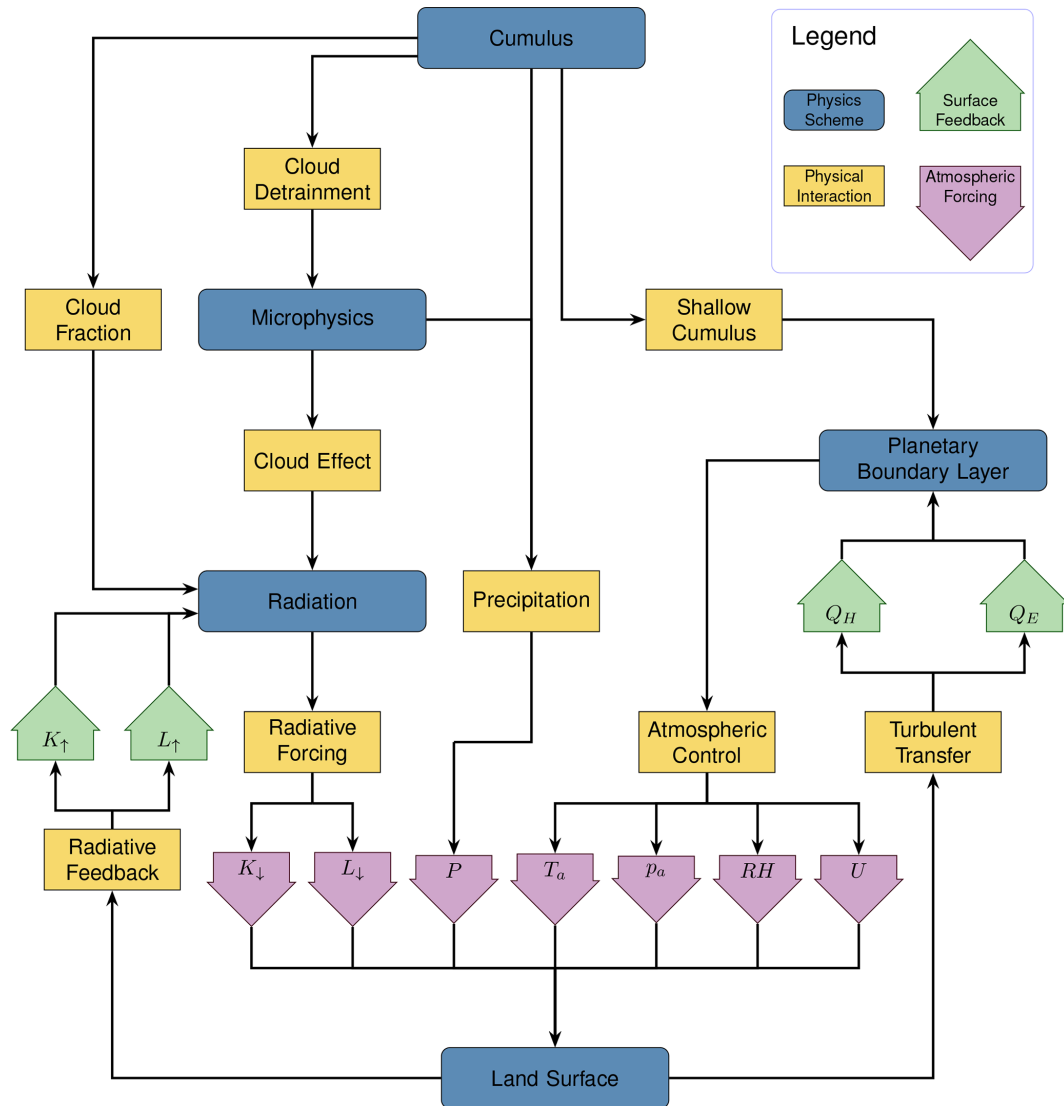 Cumulus
Legend
Physics
Scheme
Surface
Feedback
Physical
Interaction
Atmospheric
Forcing
Cloud
Detrainment
Cloud
Fraction
Microphysics
Shallow
Cumulus
Cloud Effect
Planetary
Boundary Layer
Radiation
Precipitation
Q_H
Q_E
K↑
L↑
Radiative
Forcing
Atmospheric
Control
Turbulent
Transfer
Radiative
Feedback
K↓
L↓
P
T_a
p_a
RH
U
Land Surface